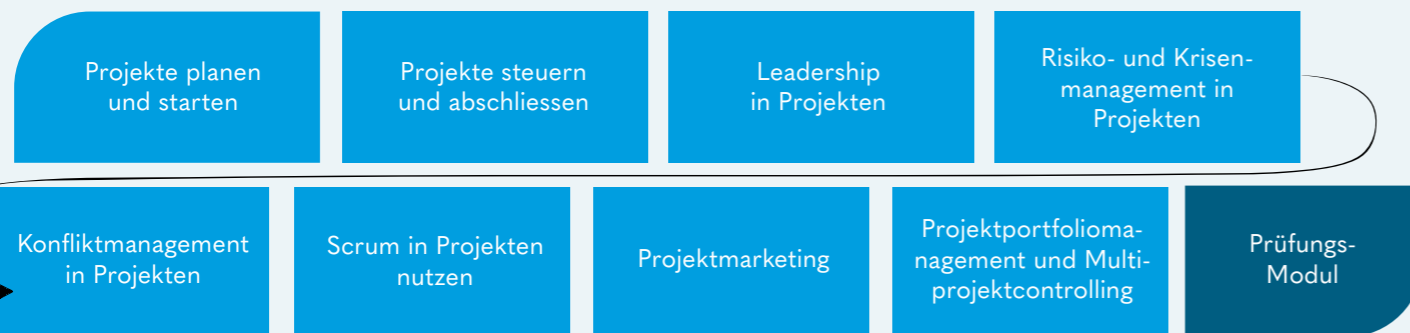 Projekte planen
und starten
Projekte steuern
und abschliessen
Leadership
in Projekten
Risiko- und Krisen-
management in
Projekten
Konfliktmanagement
in Projekten
Scrum in Projekten
nutzen
Projektmarketing
Projektportfolioma-
nagement und Multi-
projektcontrolling
Prüfungs-
Modul